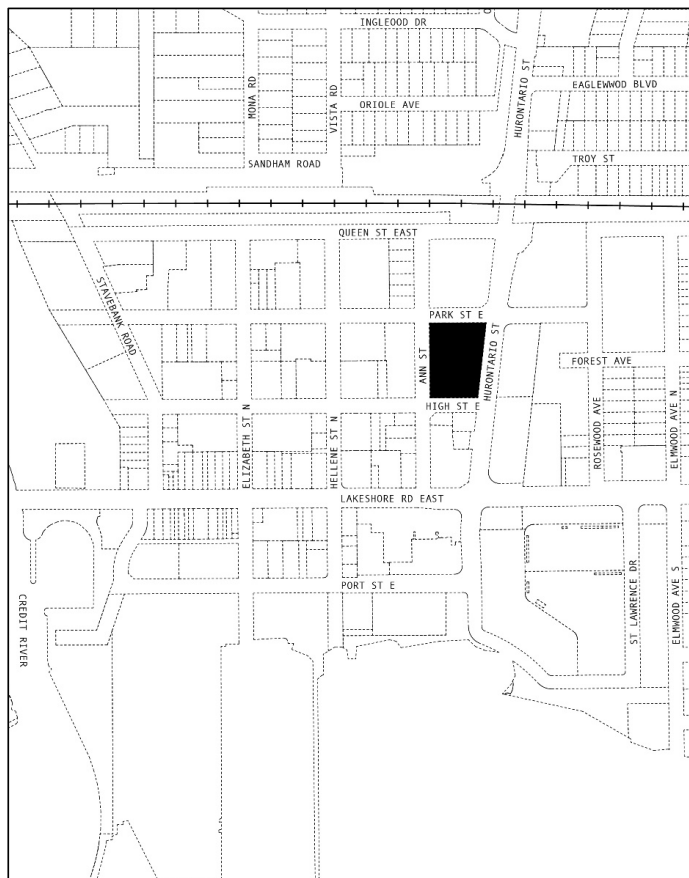 INGLEOOD DR
HURONTARIO ST
EAGLEWWOD BLVD
MONA RD
VISTA RD
ORIOLE AVE
SANDHAM ROAD
TROY ST
QUEEN ST EAST
STAVEBANK ROAD
PARK ST E
ANN ST
HURONTARIO ST
FOREST AVE
HIGH ST E
ELIZABETH ST N
HELLENE ST N
ROSEWOOD AVE
ELMWOOD AVE N
LAKESHORE RD EAST
PORT ST E
CREDIT RIVER
ST LAWRENCE DR
ELMWOOD AVE S